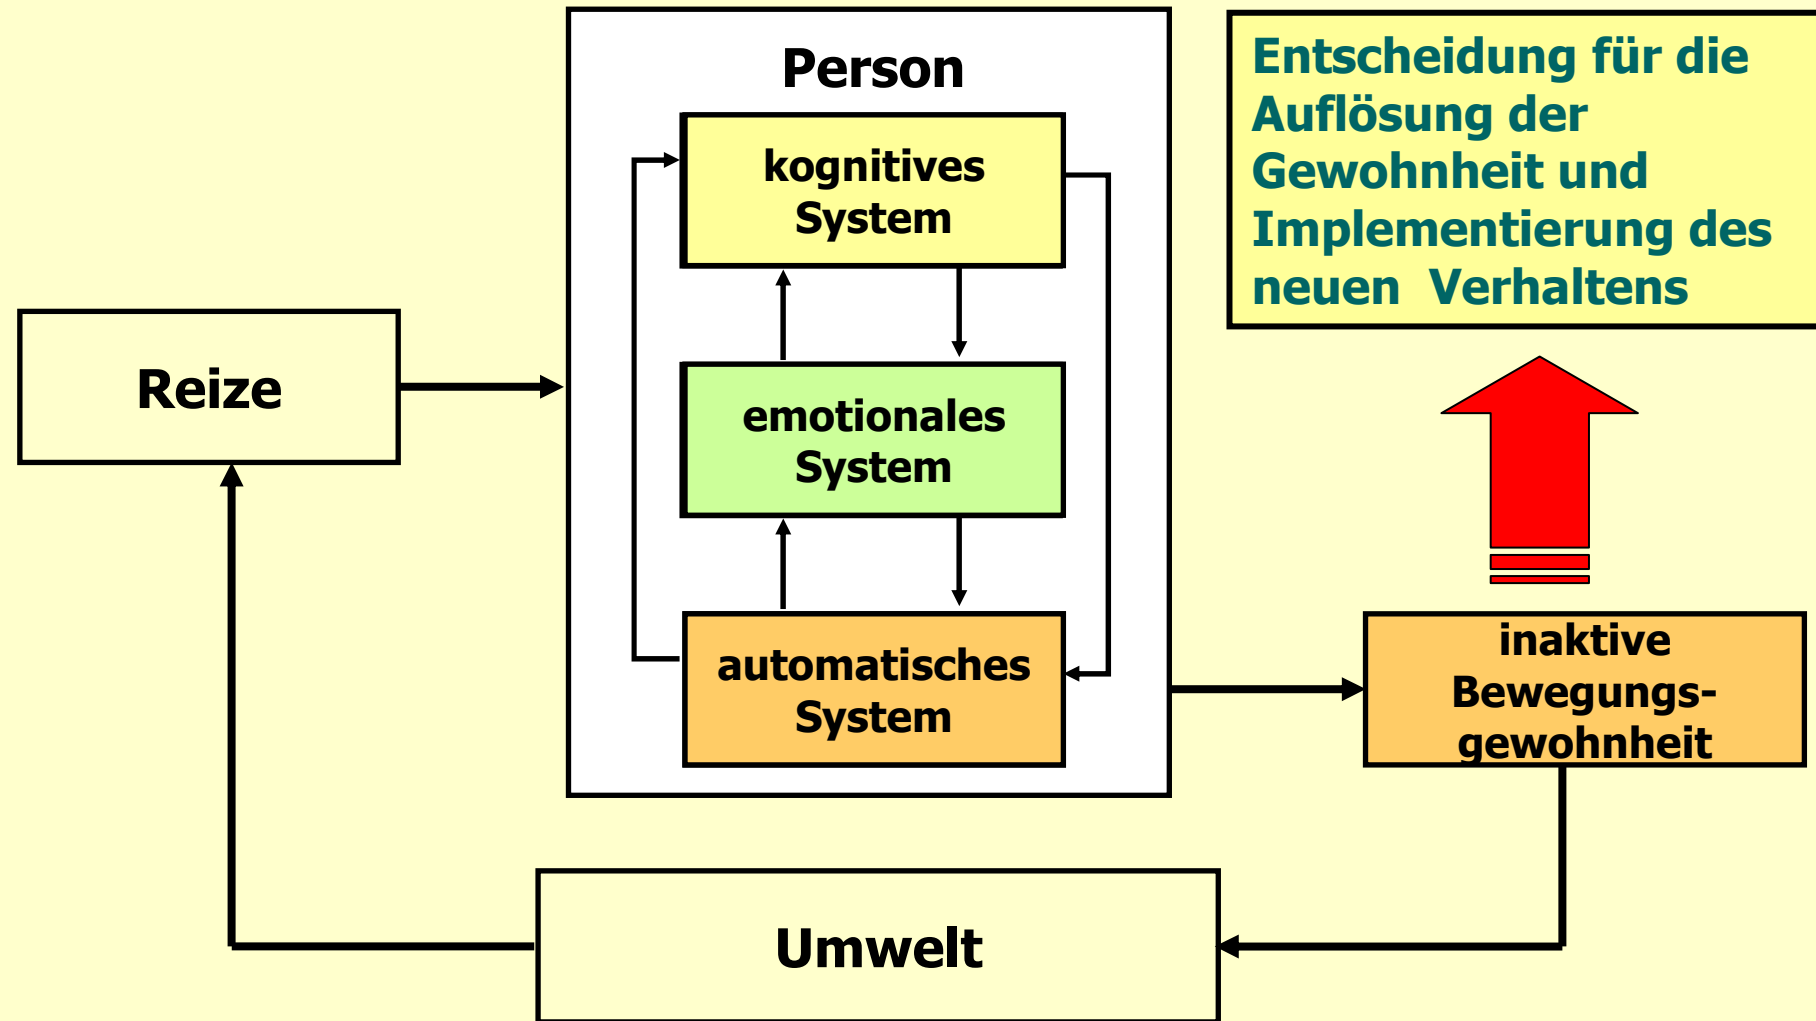 Person
kognitives
System
emotionales
System
automatisches
System
Reize
Entscheidung für die
Auflösung der
Gewohnheit und
Implementierung des
neuen Verhaltens
inaktive
Bewegungs-
gewohnheit
Umwelt